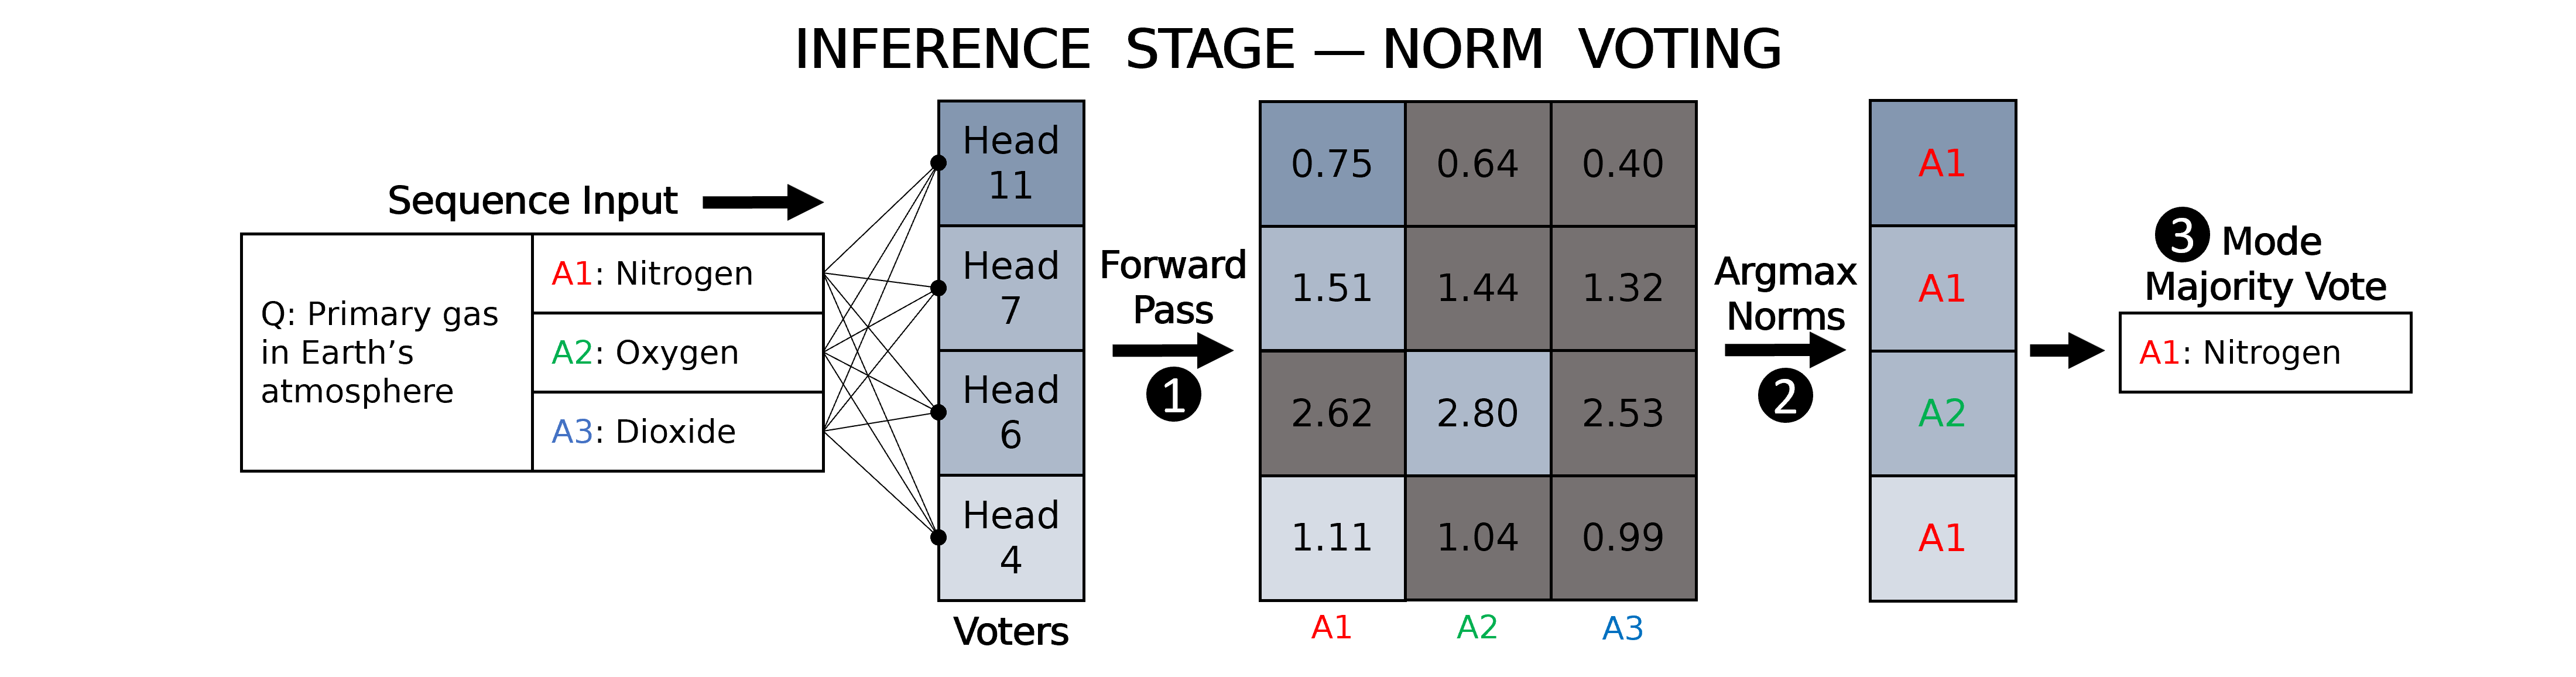 INFERENCE STAGE — NORM VOTING
Sequence Input
Q: Primary gas
in Earth’s
atmosphere
A1: Nitrogen
A2: Oxygen
A3: Dioxide
Head
11
Head
7
Head
6
Head
4
Voters
Forward
Pass
1
0.75 0.64 0.40
1.51 1.44 1.32
2.62 2.80 2.53
1.11 1.04 0.99
A1 A2 A3
Argmax
Norms
2
A1
A1
A2
A1
3 Mode
Majority Vote
A1: Nitrogen